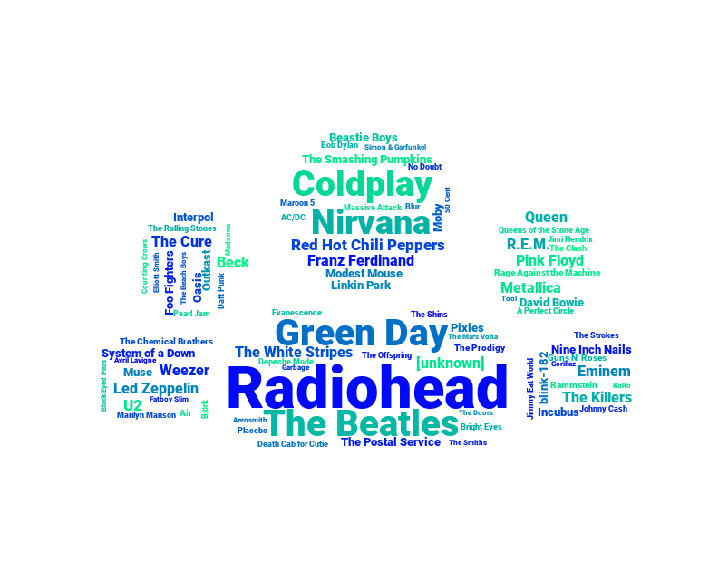 Beastie Boys
Bob Dylan
Simon & Garfunkel
The Smashing Pumpkins
No Doubt
Coldplay
Maroon 5
Massive Attack
Blur
Moby
50 Cent
AC/DC
Nirvana
Red Hot Chili Peppers
Franz Ferdinand
Modest Mouse
Linkin Park
Interpol
The Rolling Stones
Madonna
The Cure
Counting Crows
Elliott Smith
Foo Fighters
The Beach Boys
Oasis
Outkast
Daft Punk
Beck
Pearl Jam
Queen
Queens of the Stone Age
Jimi Hendrix
R.E.M.
The Clash
Pink Floyd
Rage Against the Machine
Metallica
Tool
David Bowie
A Perfect Circle
Evanescence
The Shins
Green Day
Pixies
The Mars Volta
The White Stripes
The Prodigy
The Offspring
Depeche Mode
Garbage
[unknown]
Radiohead
The Beatles
Aerosmith
The Doors
Placebo
Bright Eyes
Death Cab for Cutie
The Postal Service
The Smiths
The Chemical Brothers
System of a Down
Avril Lavigne
Black Eyed Peas
Muse
Weezer
Led Zeppelin
Fatboy Slim
U2
Marilyn Manson
Air
Björk
The Strokes
Nine Inch Nails
Guns N' Roses
Gorillaz
Jimmy Eat World
blink-182
Eminem
Rammstein
KoЯn
The Killers
Incubus
Johnny Cash